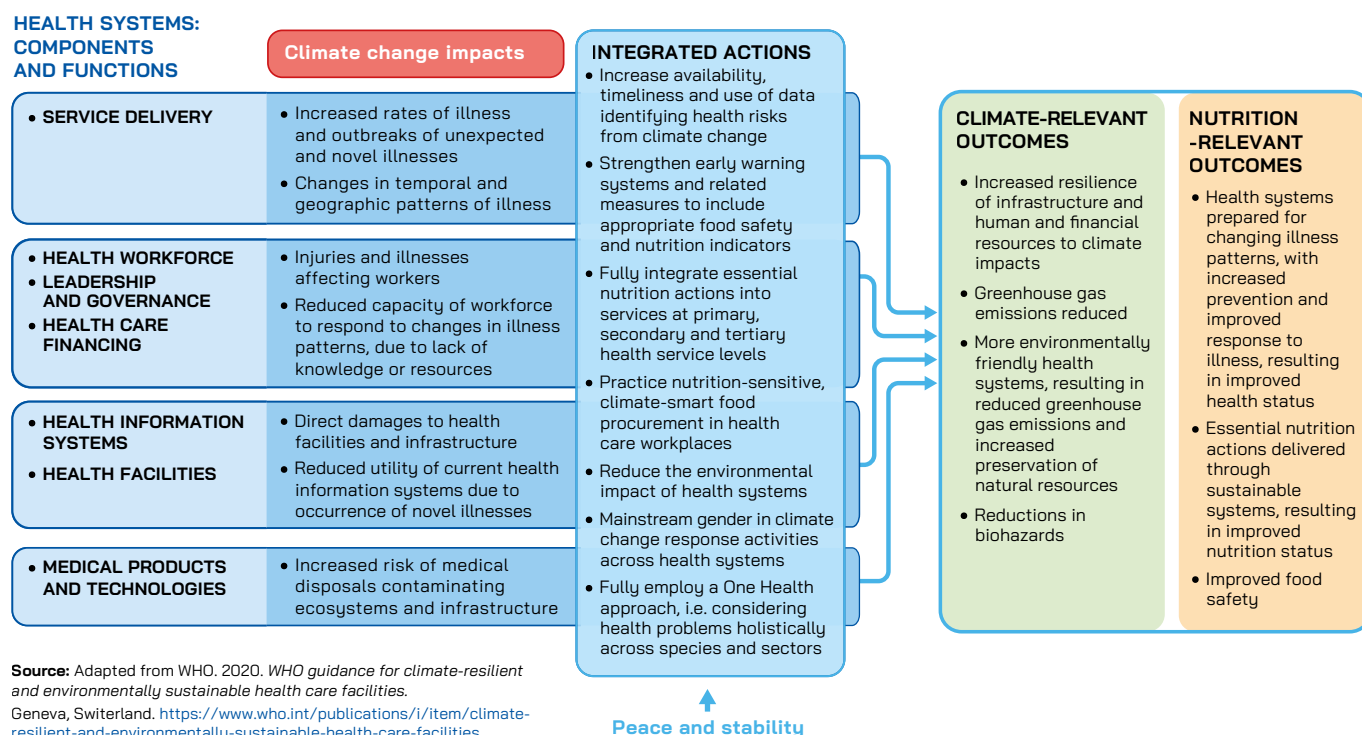 HEALTH SYSTEMS:
COMPONENTS
AND FUNCTIONS
Climate change impacts
• SERVICE DELIVERY
• Increased rates of illness
and outbreaks of unexpected
and novel illnesses
• Changes in temporal and
geographic patterns of illness
• HEALTH WORKFORCE
• LEADERSHIP
AND GOVERNANCE
• HEALTH CARE
FINANCING
• Injuries and illnesses
affecting workers
• Reduced capacity of workforce
to respond to changes in illness
patterns, due to lack of
knowledge or resources
• HEALTH INFORMATION
SYSTEMS
• HEALTH FACILITIES
• Direct damages to health
facilities and infrastructure
• Reduced utility of current health
information systems due to
occurrence of novel illnesses
• MEDICAL PRODUCTS
AND TECHNOLOGIES
• Increased risk of medical
disposals contaminating
ecosystems and infrastructure
INTEGRATED ACTIONS
• Increase availability,
timeliness and use of data
identifying health risks
from climate change
• Strengthen early warning
systems and related
measures to include
appropriate food safety
and nutrition indicators
• Fully integrate essential
nutrition actions into
services at primary,
secondary and tertiary
health service levels
• Practice nutrition-sensitive,
climate-smart food
procurement in health
care workplaces
• Reduce the environmental
impact of health systems
• Mainstream gender in climate
change response activities
across health systems
• Fully employ a One Health
approach, i.e. considering
health problems holistically
across species and sectors
Peace and stability
CLIMATE-RELEVANT
OUTCOMES
• Increased resilience
of infrastructure and
human and financial
resources to climate
impacts
• Greenhouse gas
emissions reduced
• More environmentally
friendly health
systems, resulting in
reduced greenhouse
gas emissions and
increased
preservation of
natural resources
• Reductions in
biohazards
NUTRITION
-RELEVANT
OUTCOMES
• Health systems
prepared for
changing illness
patterns, with
increased
prevention and
improved
response to
illness, resulting
in improved
health status
• Essential nutrition
actions delivered
through
sustainable
systems, resulting
in improved
nutrition status
• Improved food
safety
Source: Adapted from WHO. 2020. WHO guidance for climate-resilient
and environmentally sustainable health care facilities.
Geneva, Switerland. https://www.who.int/publications/i/item/climate-
resilient-and-environmentally-sustainable-health-care-facilities